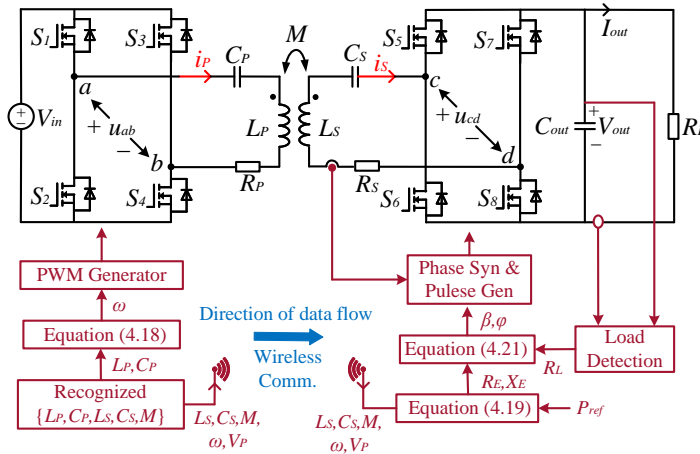 S1
S3
M
S5
S7
Iout
iP
CP
CS
iS
a
c
Vin
+ uab −
LP
LS
+ ucd −
Cout
+
Vout
−
b
RP
RS
d
S2
S4
S6
S8
PWM Generator
Phase Syn &
Pulese Gen
ω
Direction of data flow
β,φ
Equation (4.18)
Wireless
Comm.
Equation (4.21)
RL
Load
Detection
LP,CP
RE,XE
Recognized
{LP,CP,LS,CS,M}
LS,CS,M,
ω,VP
LS,CS,M,
ω,VP
Equation (4.19)
Pref